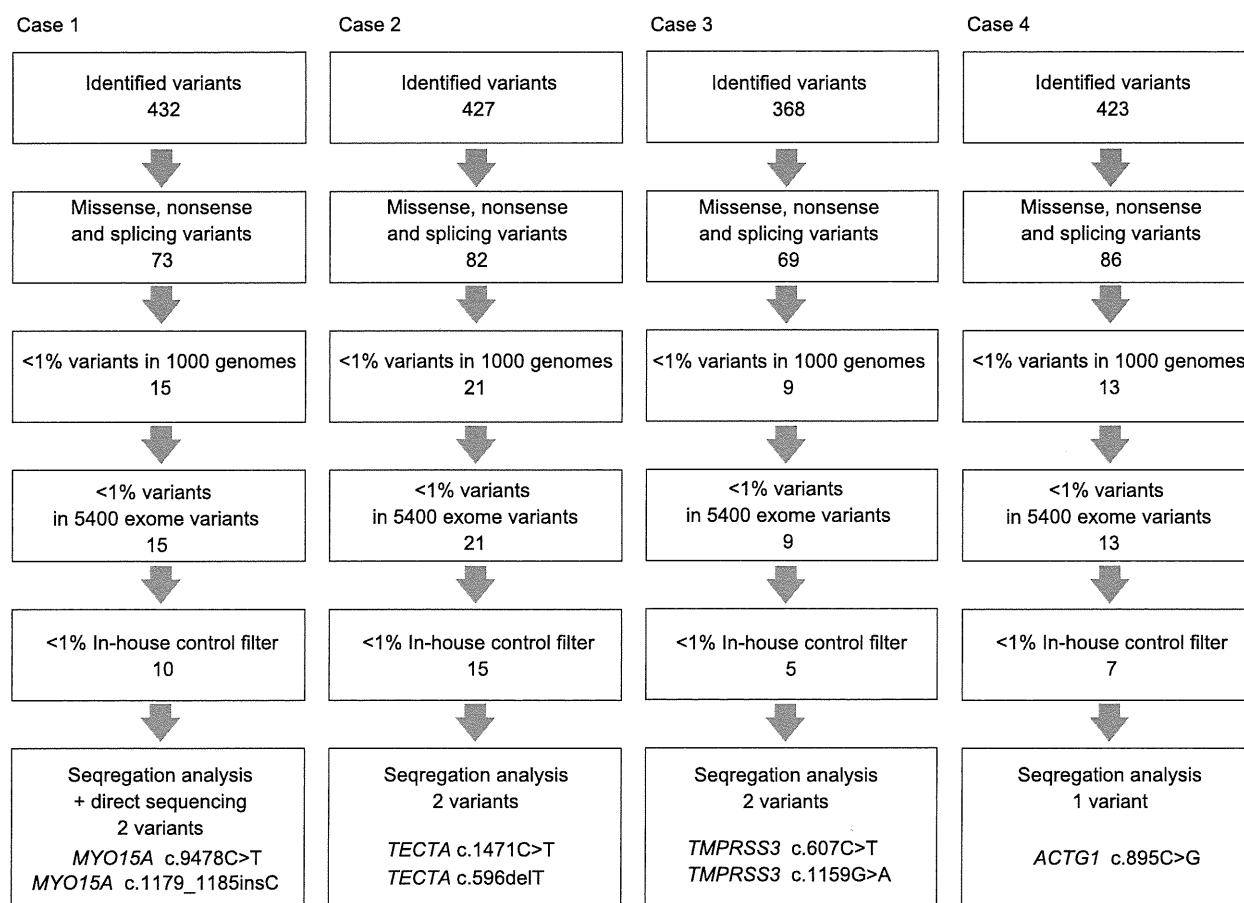 Case 1
Identified variants
432
Missense, nonsense
and splicing variants
73
<1% variants in 1000 genomes
15
<1% variants
in 5400 exome variants
15
<1% In-house control filter
10
Seqregation analysis
+ direct sequencing
2 variants
MYO15A c.9478C>T
MYO15A c.1179_1185insC
Case 2
Identified variants
427
Missense, nonsense
and splicing variants
82
<1% variants in 1000 genomes
21
<1% variants
in 5400 exome variants
21
<1% In-house control filter
15
Seqregation analysis
2 variants
TECTA c.1471C>T
TECTA c.596delT
Case 3
Identified variants
368
Missense, nonsense
and splicing variants
69
<1% variants in 1000 genomes
9
<1% variants
in 5400 exome variants
9
<1% In-house control filter
5
Seqregation analysis
2 variants
TMPRSS3 c.607C>T
TMPRSS3 c.1159G>A
Case 4
Identified variants
423
Missense, nonsense
and splicing variants
86
<1% variants in 1000 genomes
13
<1% variants
in 5400 exome variants
13
<1% In-house control filter
7
Seqregation analysis
1 variant
ACTG1 c.895C>G